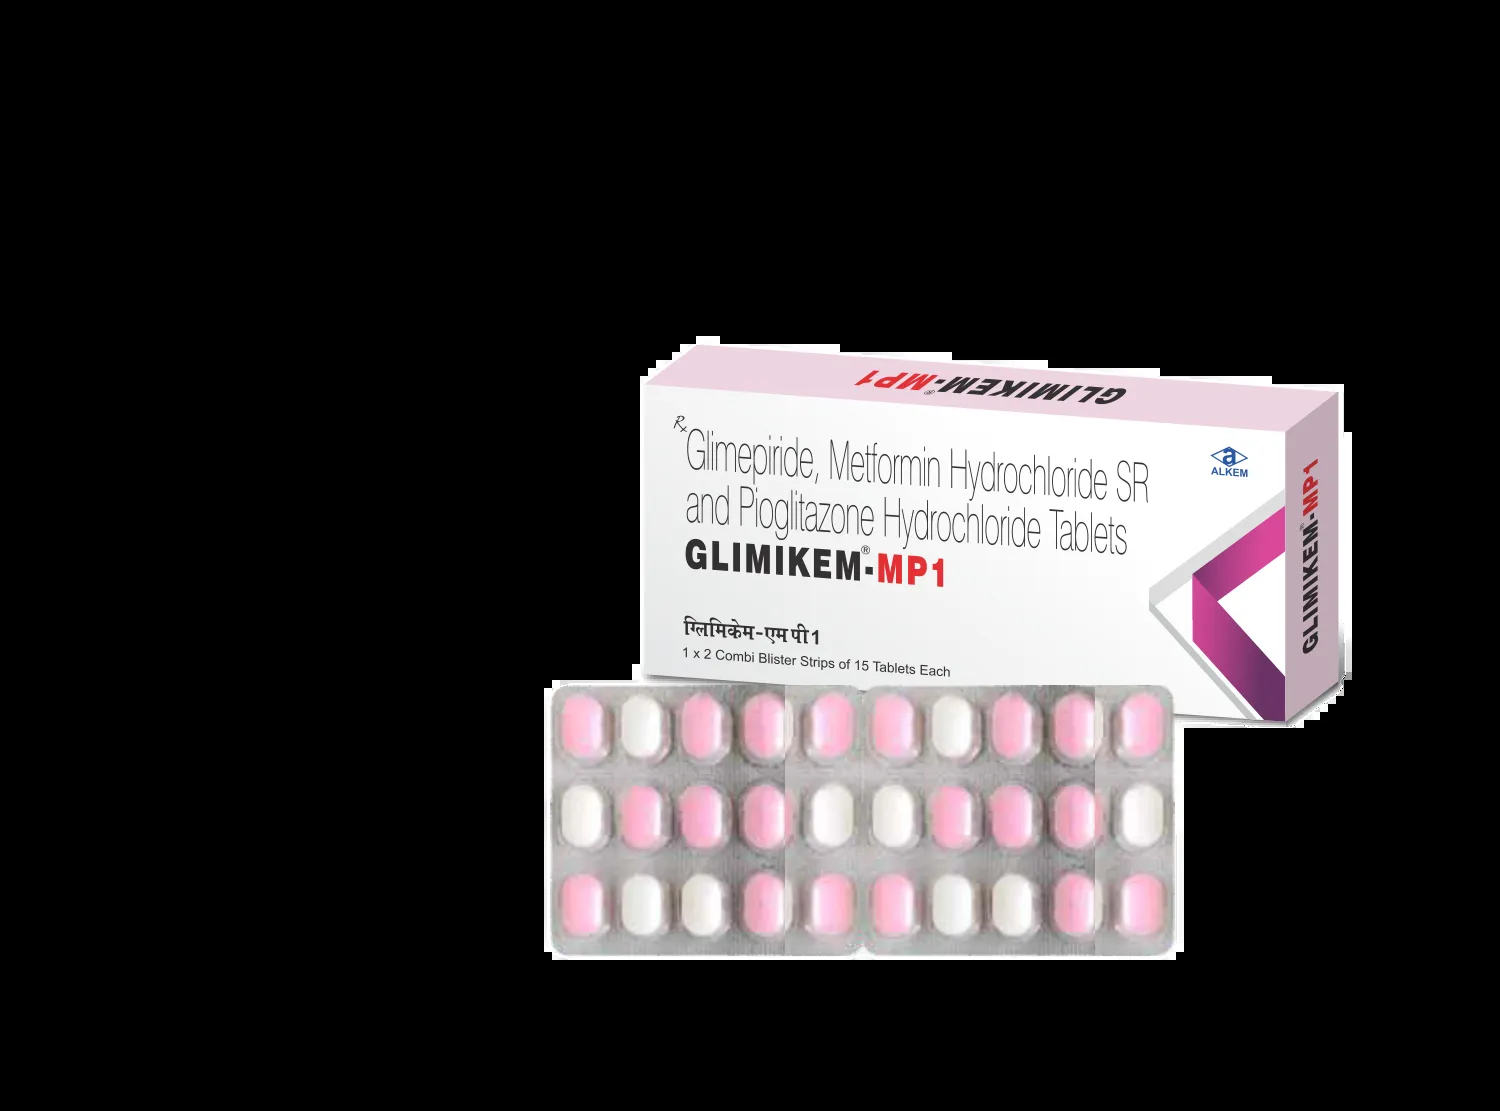 GLIMIKEM®-MP1
Rx
Glimepiride, Metformin Hydrochloride SR
and Pioglitazone Hydrochloride Tablets
GLIMIKEM®-MP1
ग्लिमिकेम-एम पी 1
1 x 2 Combi Blister Strips of 15 Tablets Each
a
ALKEM
GLIMIKEM®-MP1